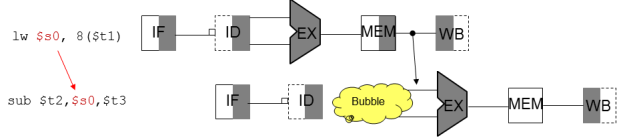 lw $s0, 8($t1)
IF ID EX MEM WB
sub $t2,$s0,$t3
IF ID Bubble EX MEM WB